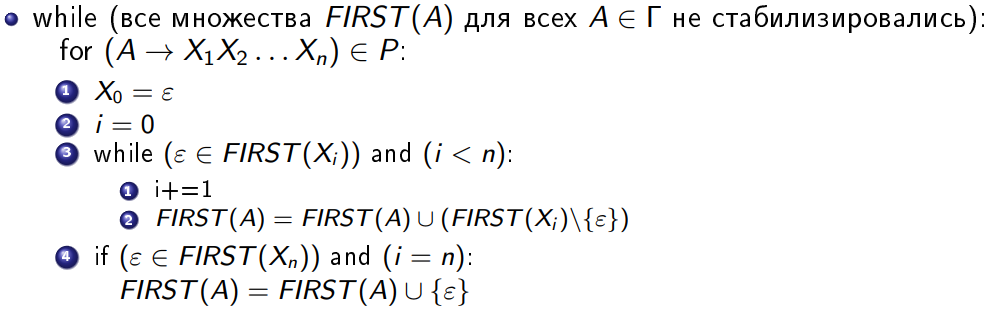 • while (все множества FIRST(A) для всех A ∈ Γ не стабилизировались):
for (A → X₁X₂ … Xₙ) ∈ P:
1 X₀ = ε
2 i = 0
3 while (ε ∈ FIRST(Xᵢ)) and (i < n):
1 i+=1
2 FIRST(A) = FIRST(A) ∪ (FIRST(Xᵢ)\{ε})
4 if (ε ∈ FIRST(Xₙ)) and (i = n):
FIRST(A) = FIRST(A) ∪ {ε}